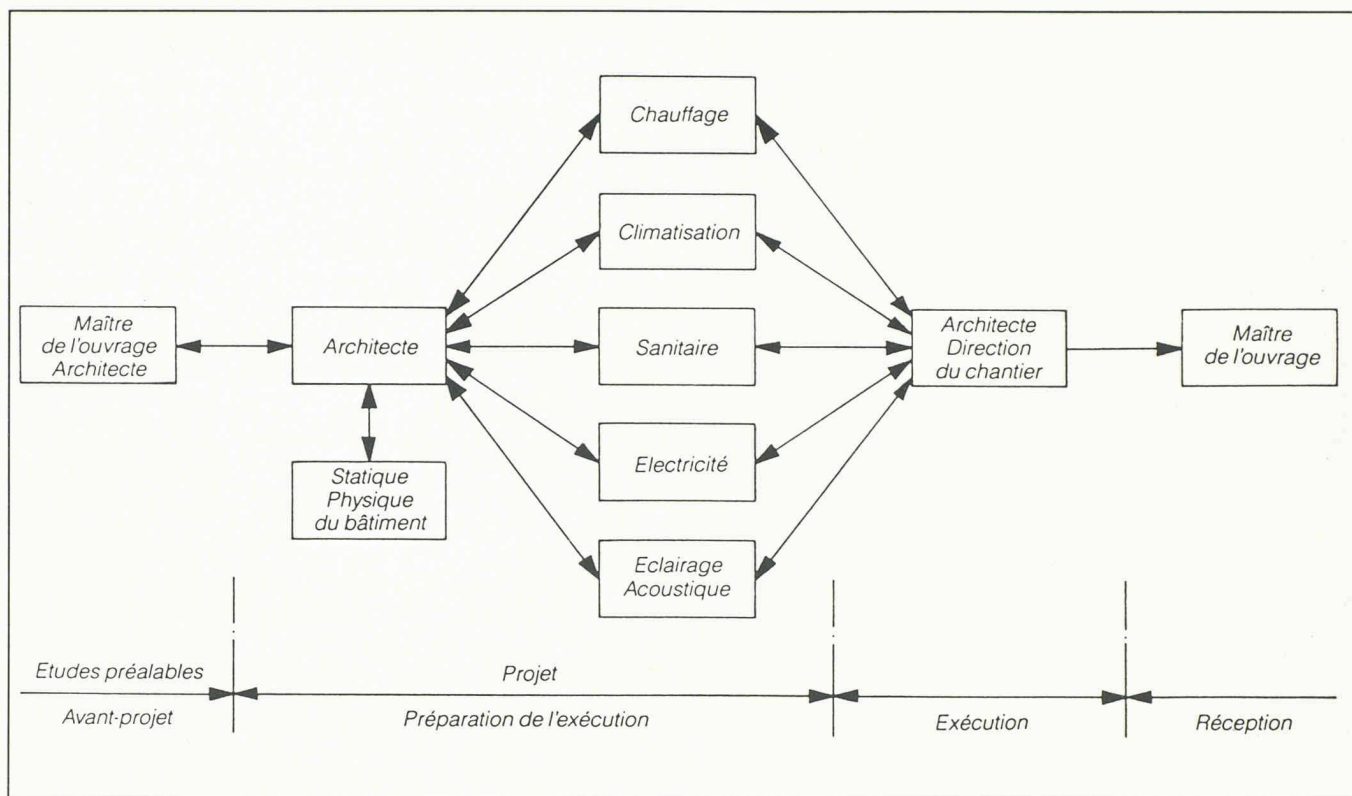 Chauffage
Climatisation
Maître
de l'ouvrage
Architecte
Architecte
Sanitaire
Architecte
Direction
du chantier
Maître
de l'ouvrage
Statique
Physique
du bâtiment
Electricité
Eclairage
Acoustique
Etudes préalables
Avant-projet
Projet
Préparation de l'exécution
Exécution
Réception